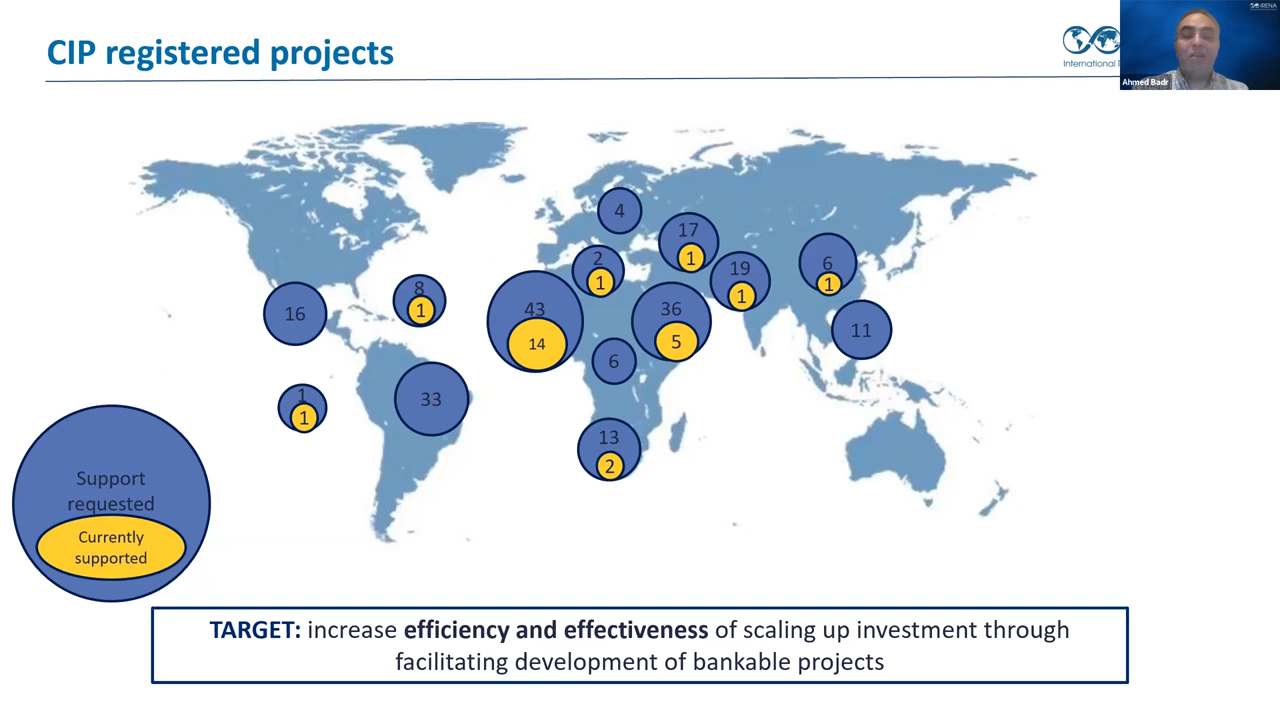 CIP registered projects
IRENA
International
Ahmed Badr
4
17
1
2
1
19
1
6
1
8
1
16
43
14
36
5
11
6
1
1
33
13
2
Support
requested
Currently
supported
TARGET: increase efficiency and effectiveness of scaling up investment through
facilitating development of bankable projects